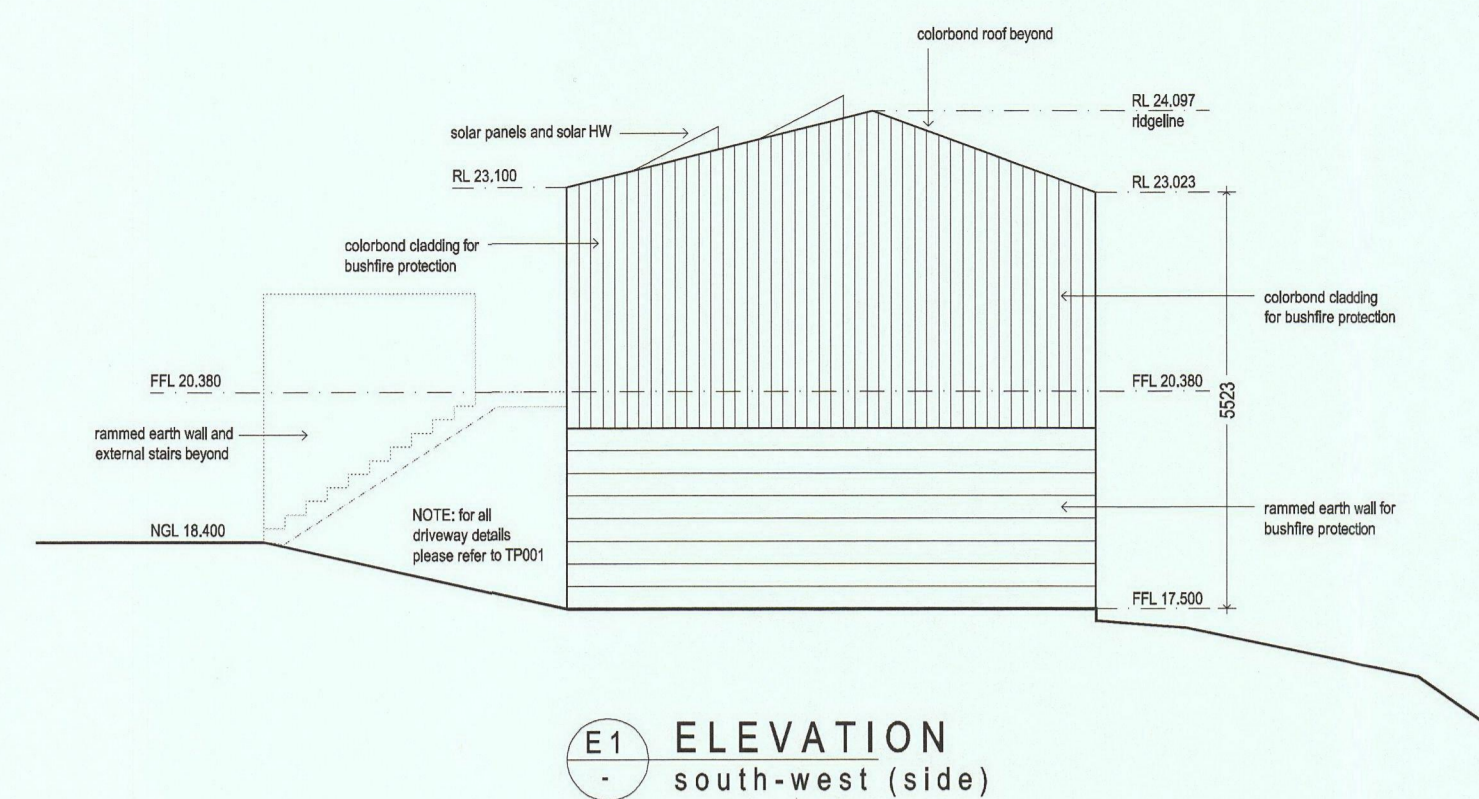 colorbond roof beyond
RL 24.097
ridgeline
solar panels and solar HW
RL 23.100
RL 23.023
colorbond cladding for
bushfire protection
colorbond cladding
for bushfire protection
FFL 20.380
FFL 20.380
5523
rammed earth wall and
external stairs beyond
NGL 18.400
NOTE: for all
driveway details
please refer to TP001
rammed earth wall for
bushfire protection
FFL 17.500
E1
-
ELEVATION
south-west (side)